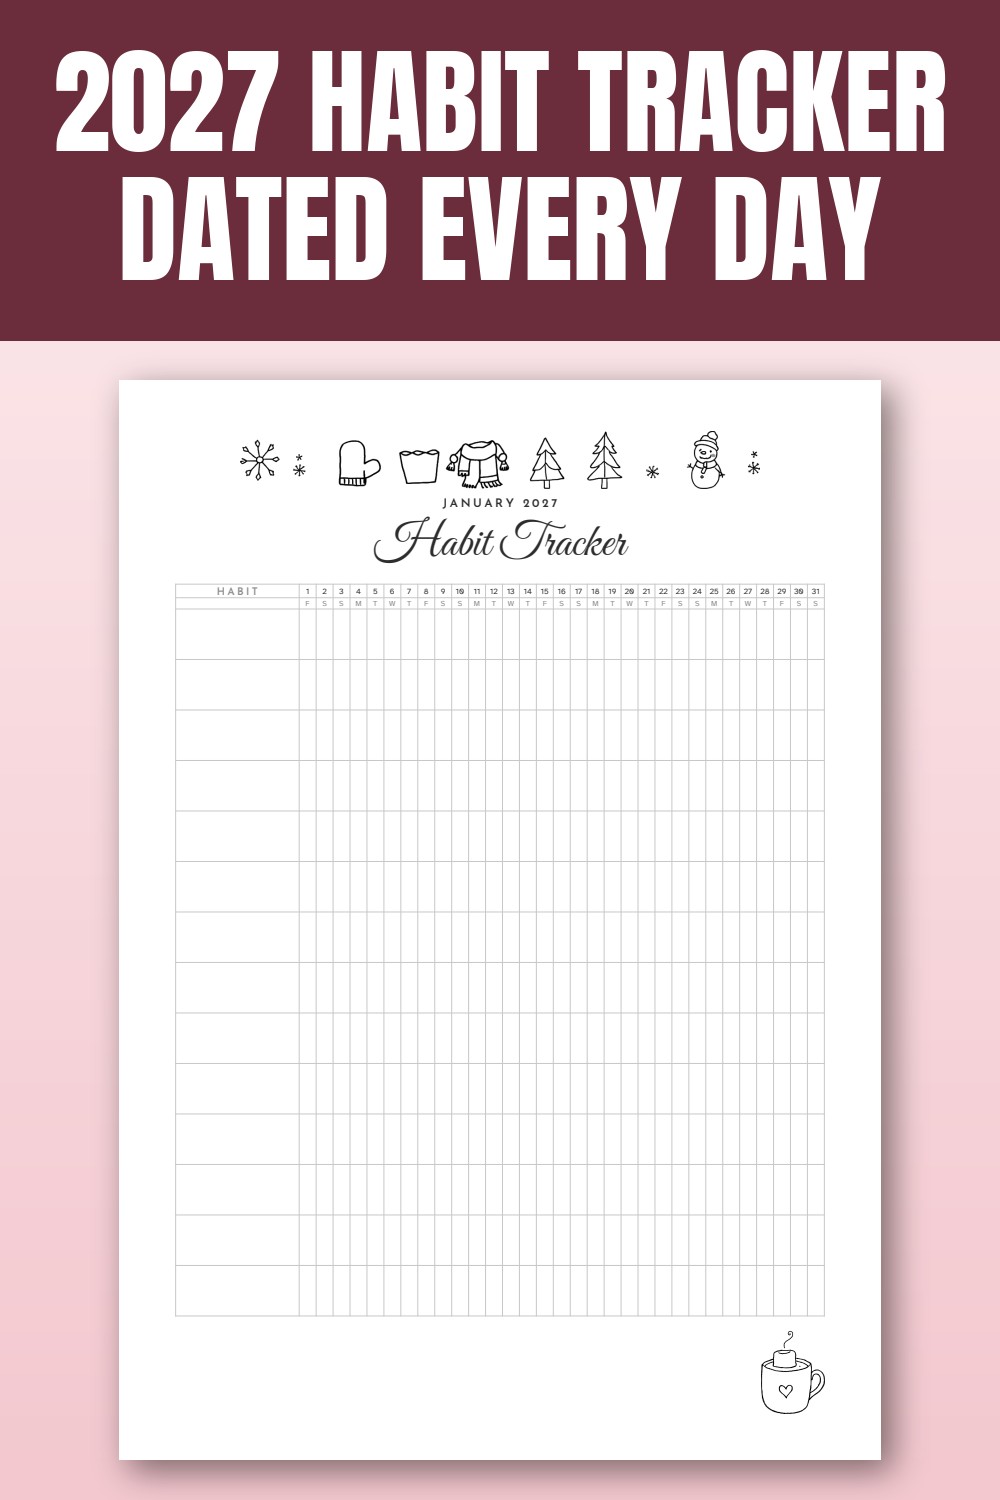 2027 HABIT TRACKER
DATED EVERY DAY
JANUARY 2027
Habit Tracker
HABIT 1 2 3 4 5 6 7 8 9 10 11 12 13 14 15 16 17 18 19 20 21 22 23 24 25 26 27 28 29 30 31
F S S M T W T F S S M T W T F S S M T W T F S S M T W T F S S